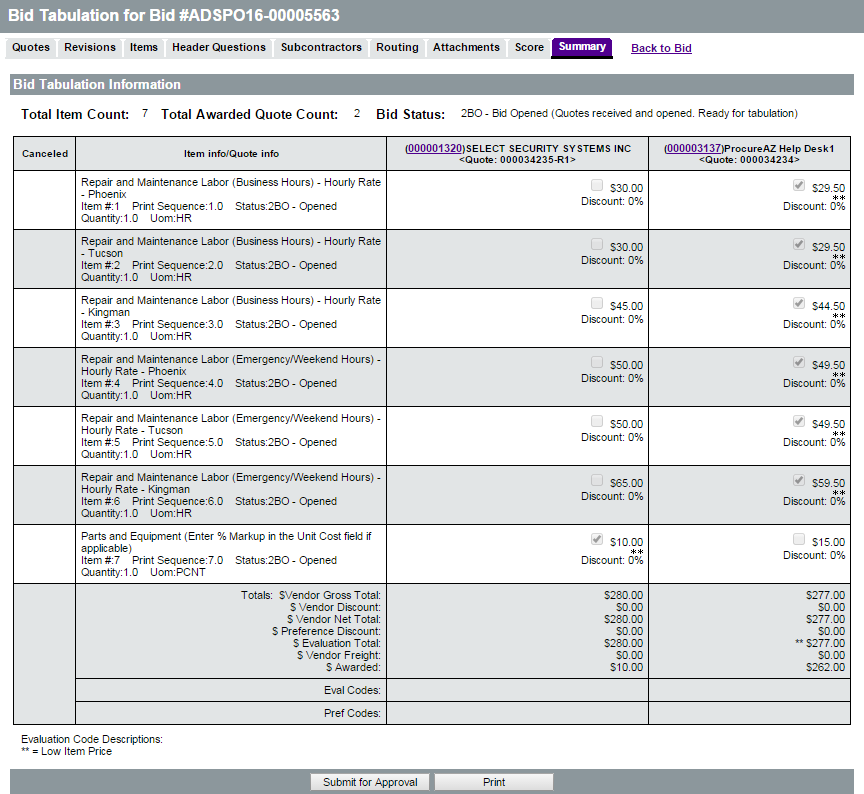 Bid Tabulation for Bid #ADSPO16-00005563
Quotes Revisions Items Header Questions Subcontractors Routing Attachments Score Summary Back to Bid
Bid Tabulation Information
Total Item Count: 7 Total Awarded Quote Count: 2 Bid Status: 2BO - Bid Opened (Quotes received and opened. Ready for tabulation)
Canceled Item info/Quote info (000001320)SELECT SECURITY SYSTEMS INC (000003137)ProcureAZ Help Desk1
<Quote: 000034235-R1> <Quote: 000034234>
Repair and Maintenance Labor (Business Hours) - Hourly Rate
- Phoenix $30.00 $29.50
**
Item #:1 Print Sequence:1.0 Status:2BO - Opened Discount: 0% Discount: 0%
Quantity:1.0 Uom:HR
Repair and Maintenance Labor (Business Hours) - Hourly Rate
- Tucson $30.00 $29.50
**
Item #:2 Print Sequence:2.0 Status:2BO - Opened Discount: 0% Discount: 0%
Quantity:1.0 Uom:HR
Repair and Maintenance Labor (Business Hours) - Hourly Rate
- Kingman $45.00 $44.50
**
Item #:3 Print Sequence:3.0 Status:2BO - Opened Discount: 0% Discount: 0%
Quantity:1.0 Uom:HR
Repair and Maintenance Labor (Emergency/Weekend Hours) -
Hourly Rate - Phoenix $50.00 $49.50
**
Item #:4 Print Sequence:4.0 Status:2BO - Opened Discount: 0% Discount: 0%
Quantity:1.0 Uom:HR
Repair and Maintenance Labor (Emergency/Weekend Hours) -
Hourly Rate - Tucson $50.00 $49.50
**
Item #:5 Print Sequence:5.0 Status:2BO - Opened Discount: 0% Discount: 0%
Quantity:1.0 Uom:HR
Repair and Maintenance Labor (Emergency/Weekend Hours) -
Hourly Rate - Kingman $65.00 $59.50
**
Item #:6 Print Sequence:6.0 Status:2BO - Opened Discount: 0% Discount: 0%
Quantity:1.0 Uom:HR
Parts and Equipment (Enter % Markup in the Unit Cost field if
applicable) $10.00 $15.00
**
Item #:7 Print Sequence:7.0 Status:2BO - Opened Discount: 0% Discount: 0%
Quantity:1.0 Uom:PCNT
Totals: $Vendor Gross Total: $280.00 $277.00
$ Vendor Discount: $0.00 $0.00
$ Vendor Net Total: $280.00 $277.00
$ Preference Discount: $0.00 $0.00
$ Evaluation Total: $280.00 ** $277.00
$ Vendor Freight: $0.00 $0.00
$ Awarded: $10.00 $262.00
Eval Codes:
Pref Codes:
Evaluation Code Descriptions:
** = Low Item Price
Submit for Approval Print